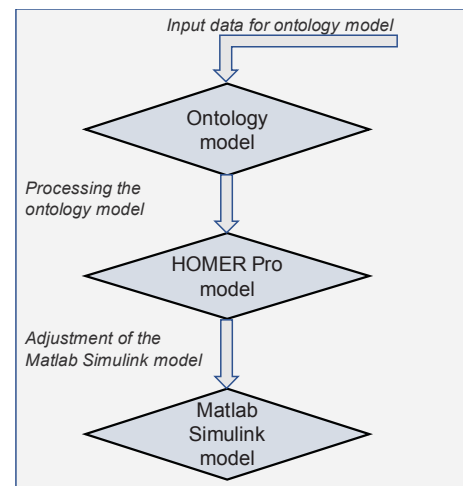 Input data for ontology model
Ontology
model
Processing the
ontology model
HOMER Pro
model
Adjustment of the
Matlab Simulink model
Matlab
Simulink
model